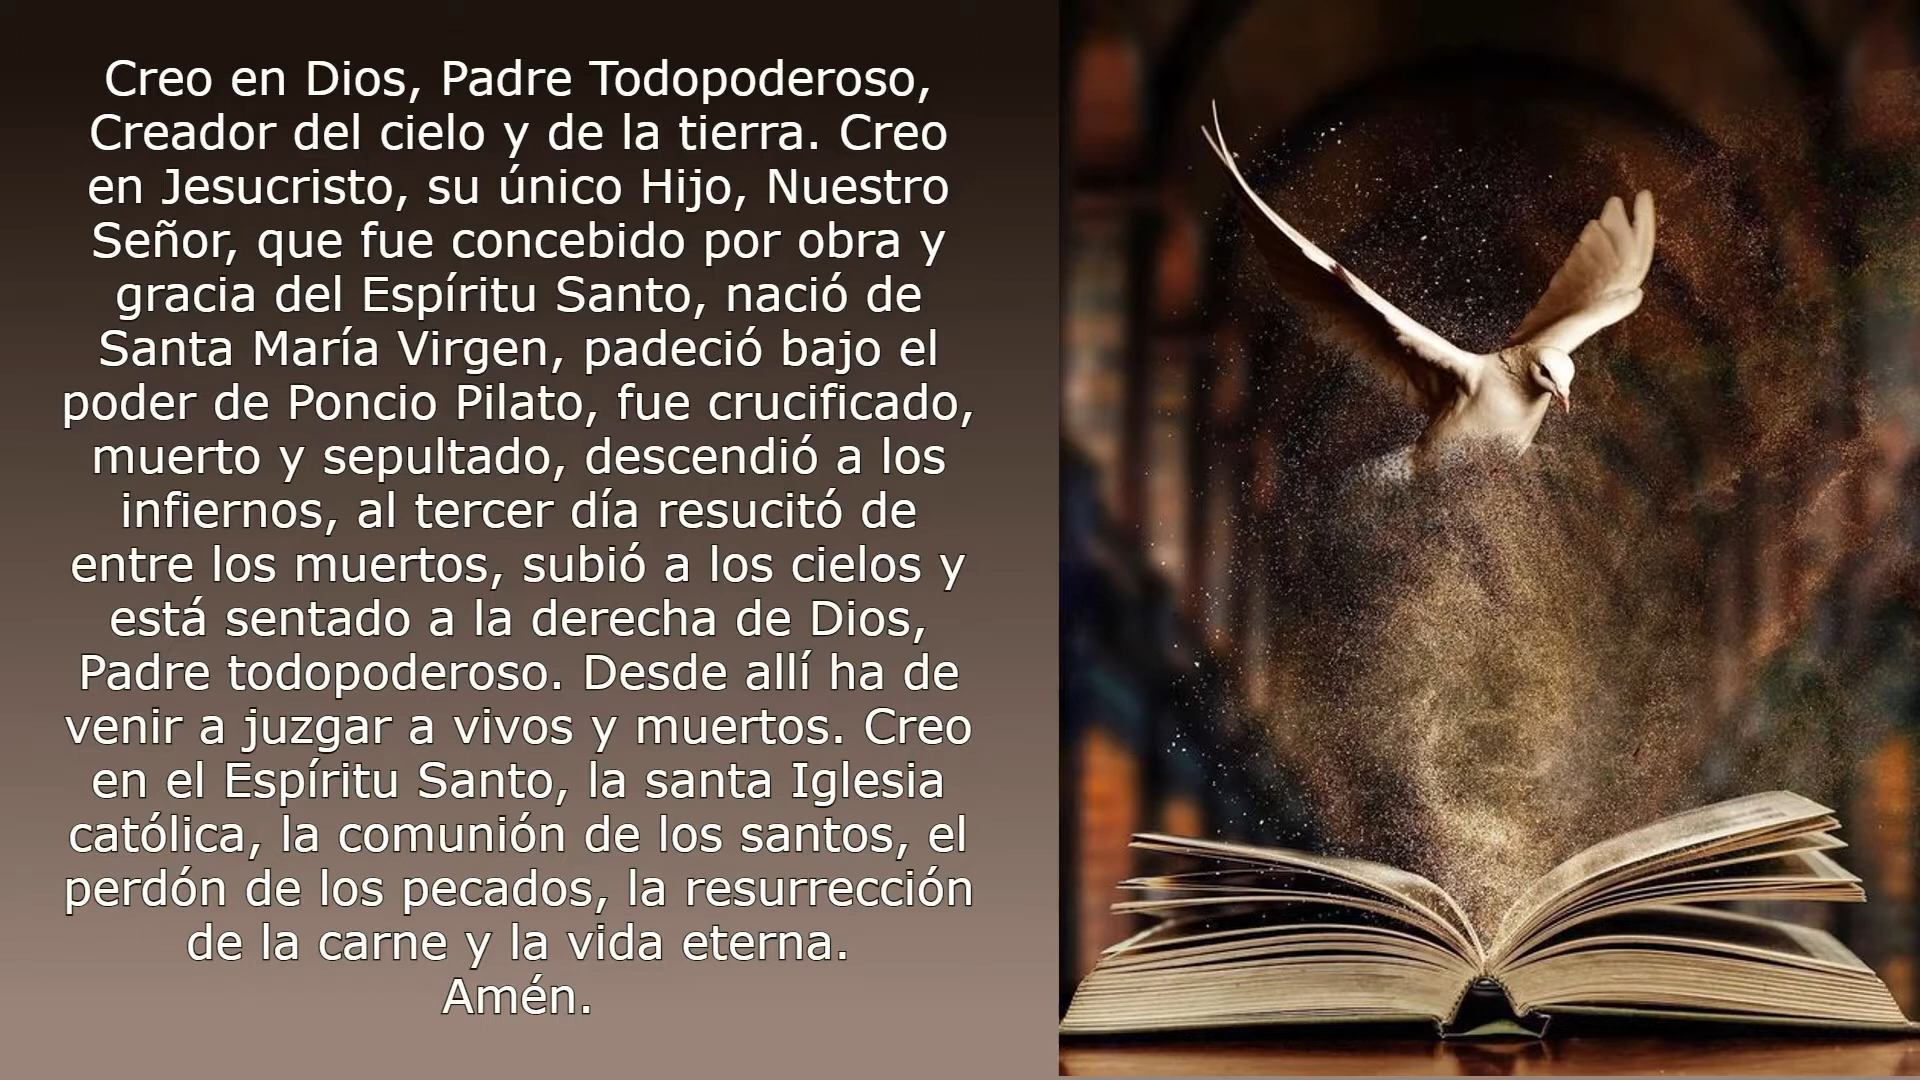 Creo en Dios, Padre Todopoderoso,
Creador del cielo y de la tierra. Creo
en Jesucristo, su único Hijo, Nuestro
Señor, que fue concebido por obra y
gracia del Espíritu Santo, nació de
Santa María Virgen, padeció bajo el
poder de Poncio Pilato, fue crucificado,
muerto y sepultado, descendió a los
infiernos, al tercer día resucitó de
entre los muertos, subió a los cielos y
está sentado a la derecha de Dios,
Padre todopoderoso. Desde allí ha de
venir a juzgar a vivos y muertos. Creo
en el Espíritu Santo, la santa Iglesia
católica, la comunión de los santos, el
perdón de los pecados, la resurrección
de la carne y la vida eterna.
Amén.